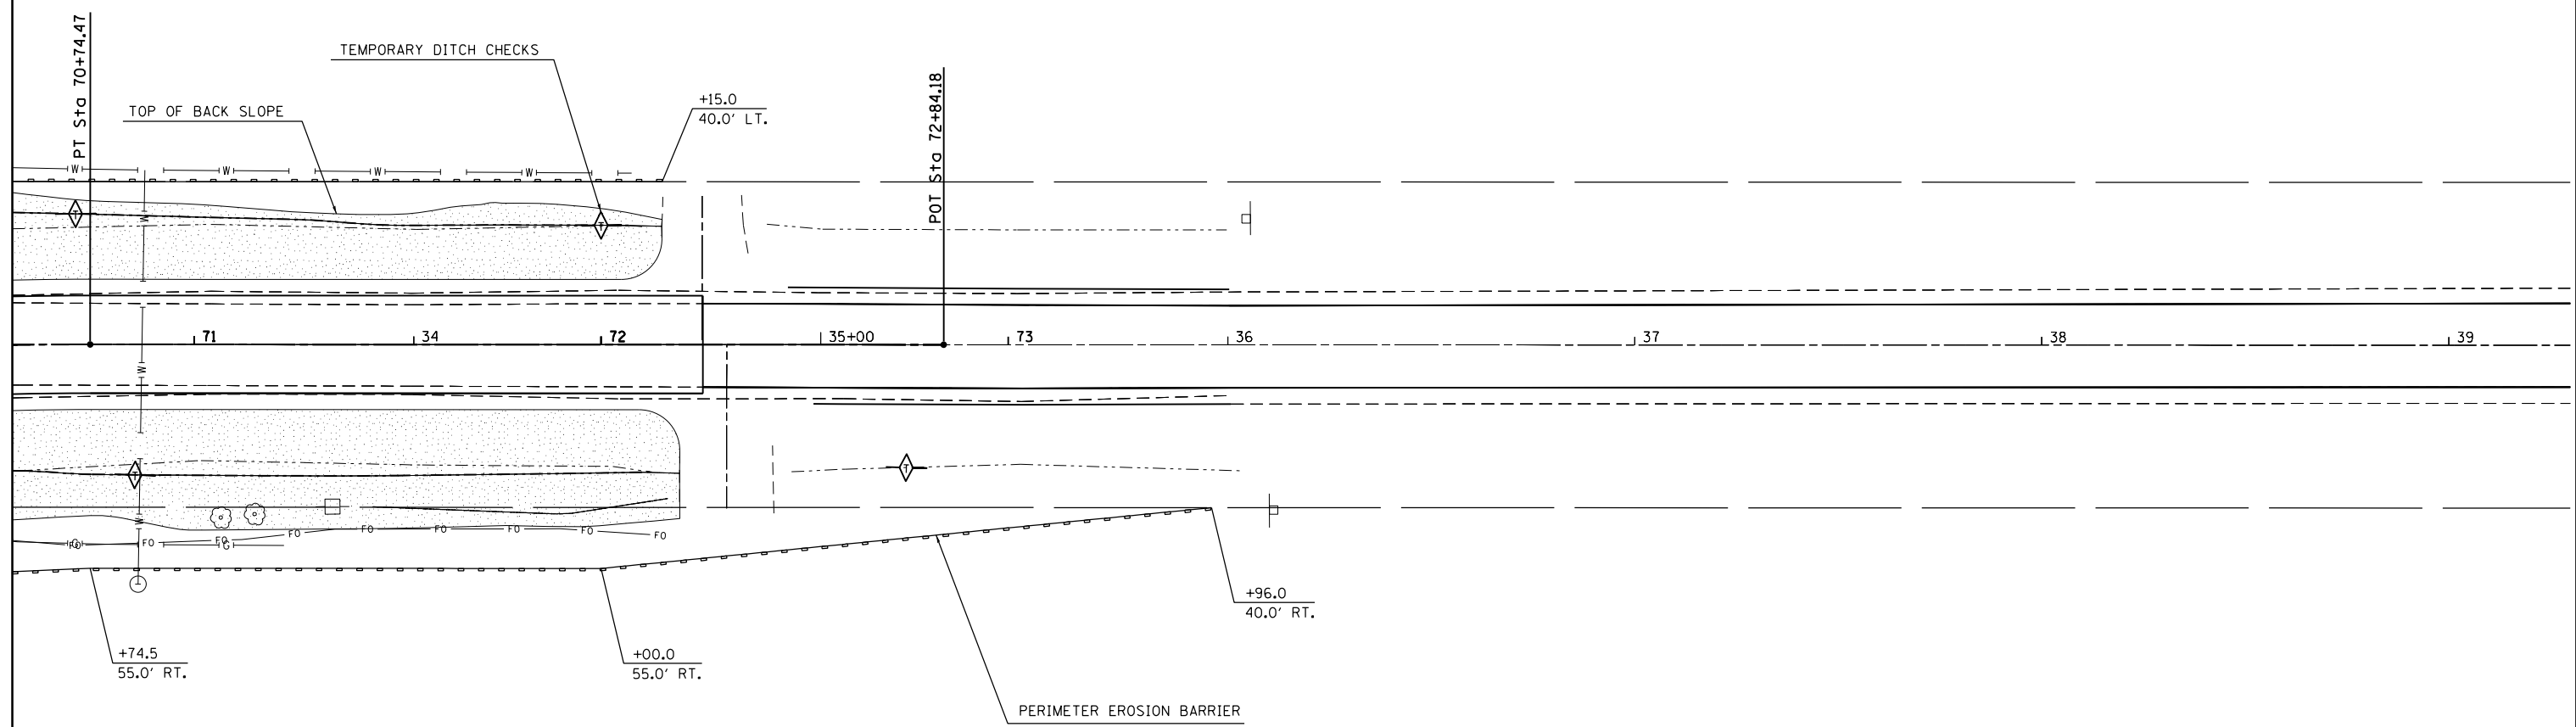 PT Sta 70+74.47
TEMPORARY DITCH CHECKS
TOP OF BACK SLOPE
+15.0
40.0' LT.
POT Sta 72+84.18
W W W W
T
W
T
71 34 72 35+00 73 36 37 38 39
W
T
T
W
FO FO FO FO FO FO FO FO FO
G G
+96.0
40.0' RT.
+74.5
55.0' RT.
+00.0
55.0' RT.
PERIMETER EROSION BARRIER